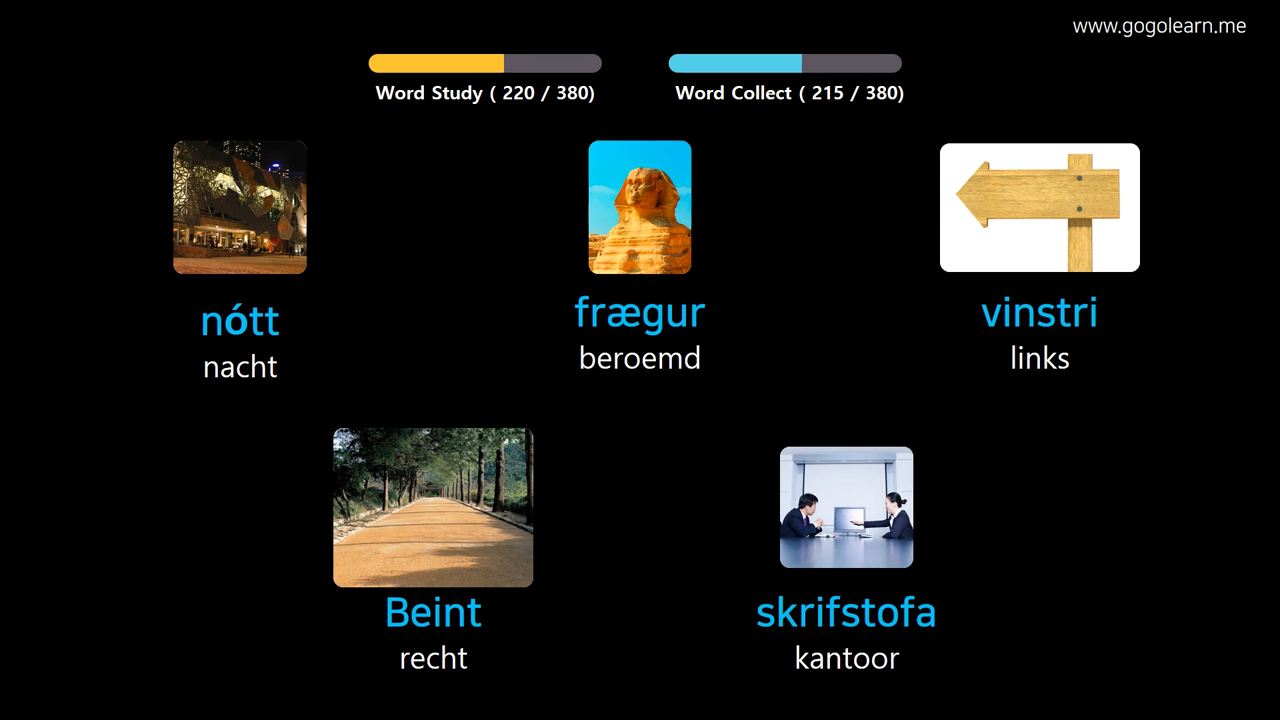 www.gogolearn.me
Word Study ( 220 / 380)
Word Collect ( 215 / 380)
nótt
nacht
frægur
beroemd
vinstri
links
Beint
recht
skrifstofa
kantoor